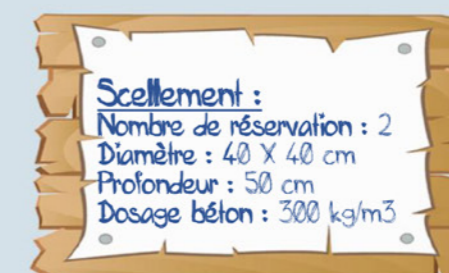 Scellement :
Nombre de réservation : 2
Diamètre : 40 X 40 cm
Profondeur : 50 cm
Dosage béton : 300 kg/m3